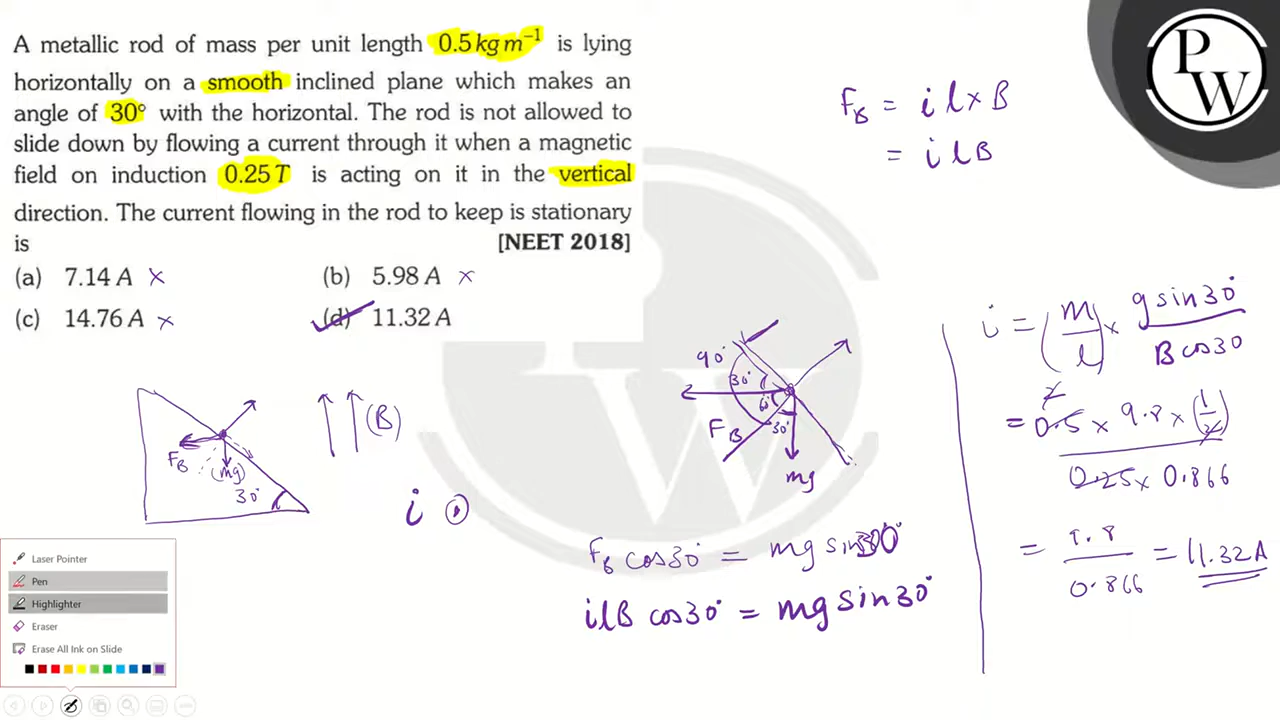 A metallic rod of mass per unit length 0.5 kg m⁻¹ is lying
horizontally on a smooth inclined plane which makes an
angle of 30° with the horizontal. The rod is not allowed to
slide down by flowing a current through it when a magnetic
field on induction 0.25 T is acting on it in the vertical
direction. The current flowing in the rod to keep is stationary
is [NEET 2018]
(a) 7.14 A × (b) 5.98 A ×
(c) 14.76 A × (d) 11.32 A
P
W
F_B = i l × B
= i l B
(B)
F_B
(mg)
30°
i
90°
30°
60°
30°
F_B
mg
F_B cos30° = mg sin30°
ilB cos30° = mg sin30°
i = (m/l) × g sin30°/B cos30
= 0.5 × 9.8 × (1/2)
2
0.25 × 0.866
= 9.8/0.866 = 11.32A
Laser Pointer
Pen
Highlighter
Eraser
Erase All Ink on Slide